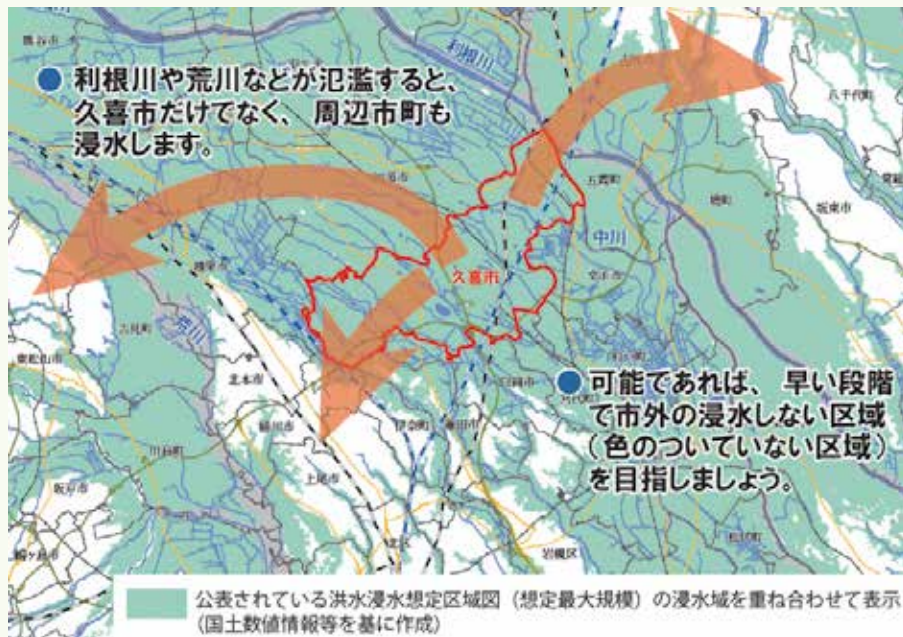 ● 利根川や荒川などが氾濫すると、
久喜市だけでなく、周辺市町も
浸水します。
利根川
八千代町
五霞町
境町
坂東市
中川
久喜市
幸手市
荒川
東松山市
北本市
桶川市
川島町
伊奈町
蓮田市
白岡市
上尾市
坂戸市
岩槻区
● 可能であれば、早い段階
で市外の浸水しない区域
(色のついていない区域)
を目指しましょう。
公表されている洪水浸水想定区域図(想定最大規模)の浸水域を重ね合わせて表示
(国土数値情報等を基に作成)